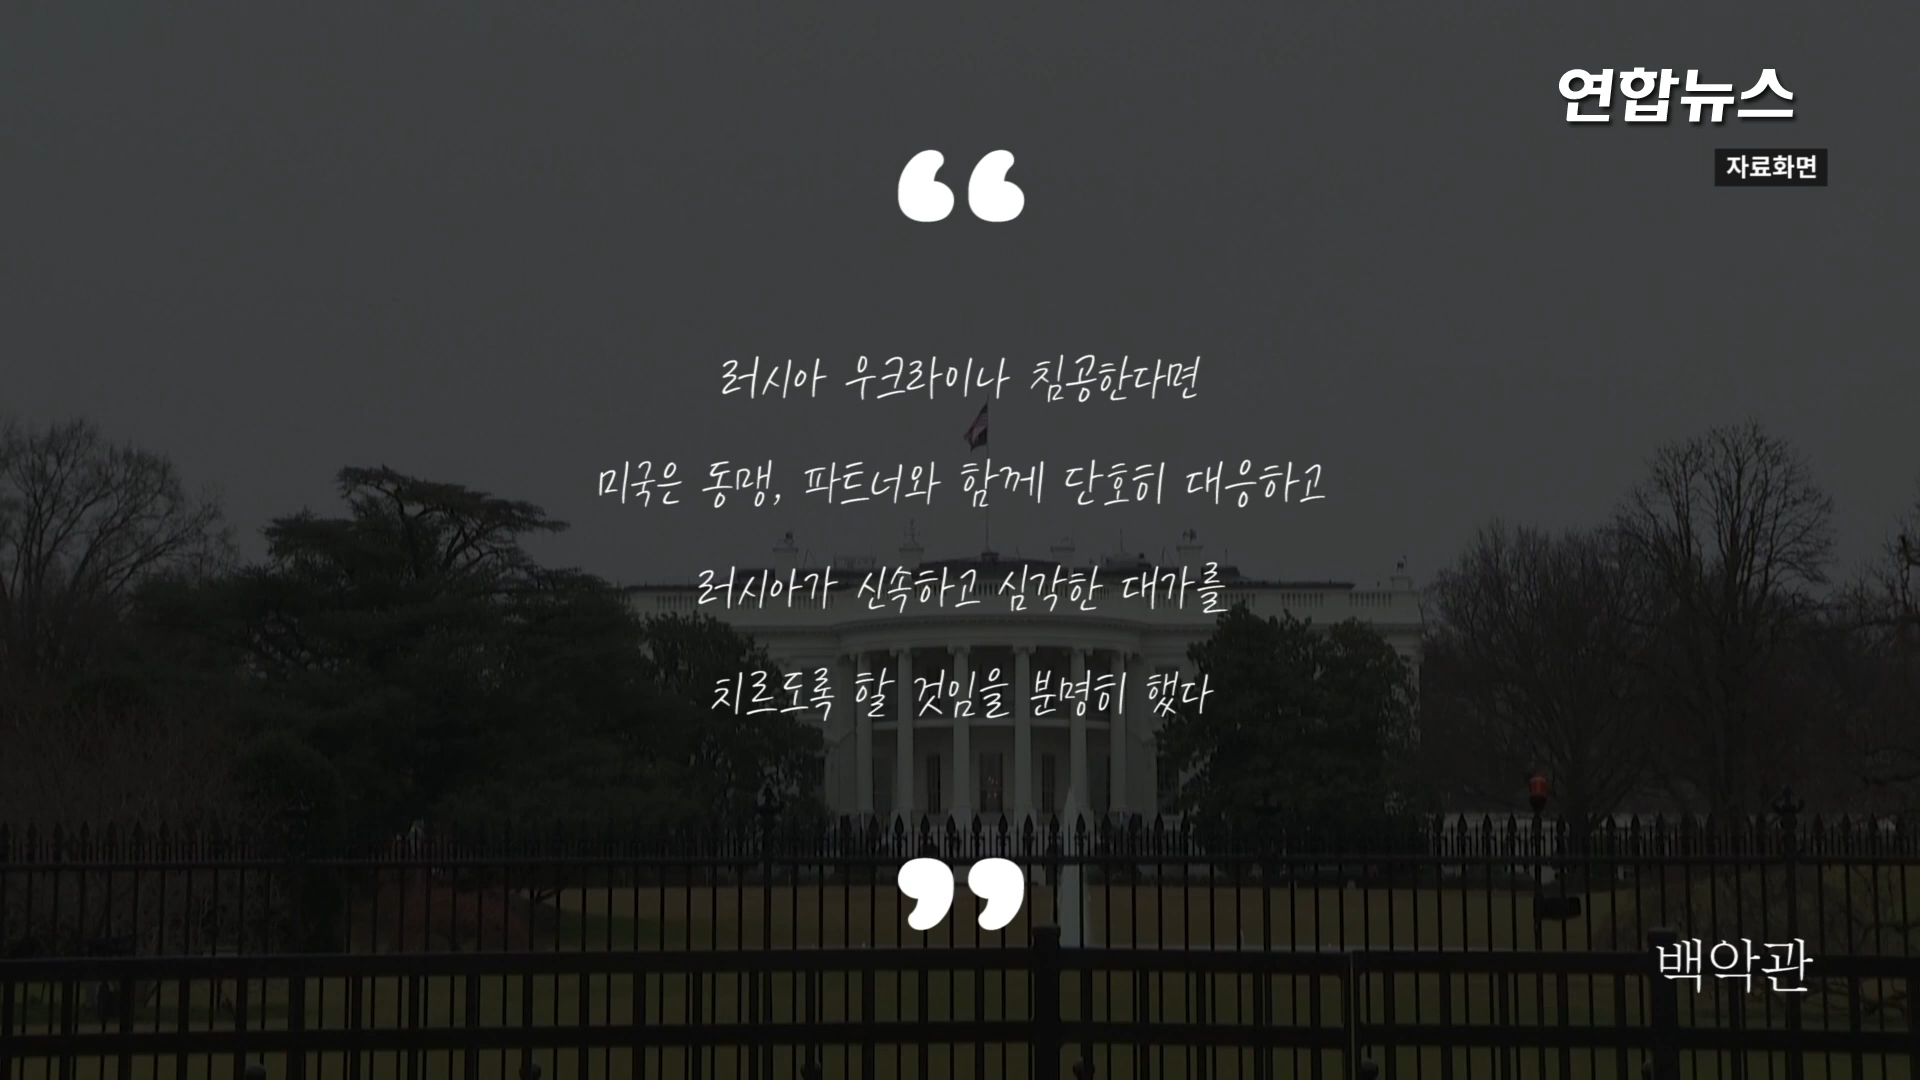 연합뉴스
자료화면
“
러시아 우크라이나 침공한다면
미국은 동맹, 파트너와 함께 단호히 대응하고
러시아가 신속하고 심각한 대가를
치르도록 할 것임을 분명히 했다
”
백악관